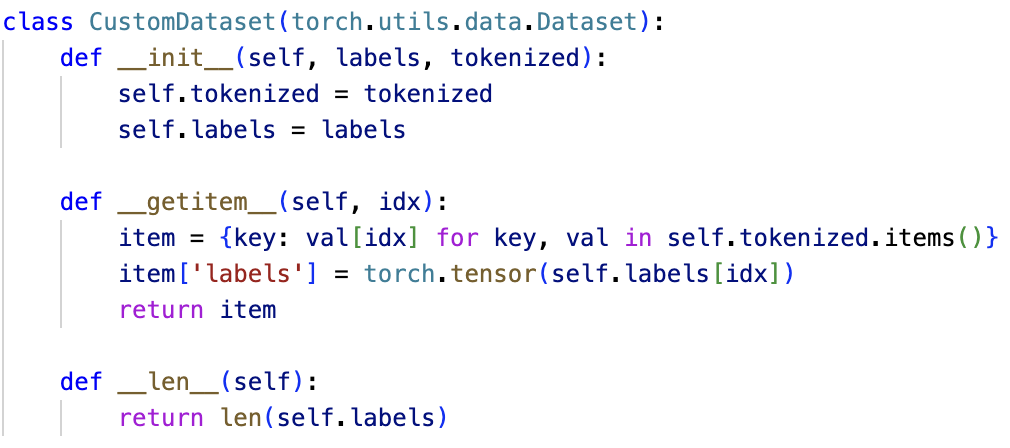 class CustomDataset(torch.utils.data.Dataset):
    def __init__(self, labels, tokenized):
        self.tokenized = tokenized
        self.labels = labels

    def __getitem__(self, idx):
        item = {key: val[idx] for key, val in self.tokenized.items()}
        item['labels'] = torch.tensor(self.labels[idx])
        return item

    def __len__(self):
        return len(self.labels)